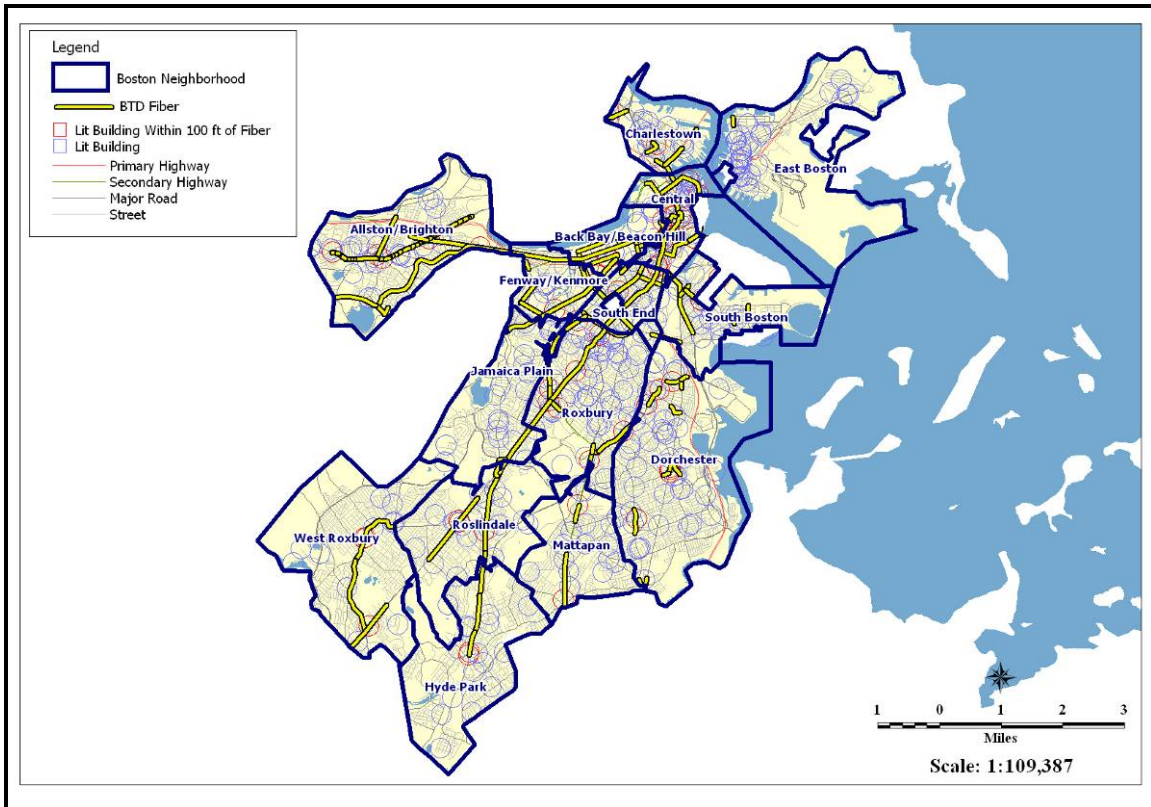 Legend
Boston Neighborhood
BTD Fiber
Lit Building Within 100 ft of Fiber
Lit Building
Primary Highway
Secondary Highway
Major Road
Street
Charlestown
East Boston
Central
Allston/Brighton
Back Bay/Beacon Hill
Fenway/Kenmore
South End
South Boston
Jamaica Plain
Roxbury
Dorchester
Roslindale
West Roxbury
Mattapan
Hyde Park
1 0 1 2 3
Miles
Scale: 1:109,387